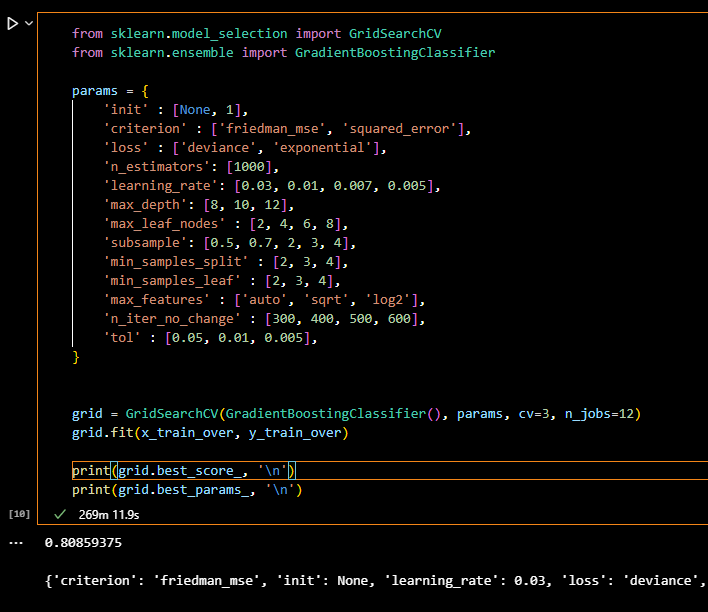 from sklearn.model_selection import GridSearchCV
from sklearn.ensemble import GradientBoostingClassifier
params = {
'init' : [None, 1],
'criterion' : ['friedman_mse', 'squared_error'],
'loss' : ['deviance', 'exponential'],
'n_estimators': [1000],
'learning_rate': [0.03, 0.01, 0.007, 0.005],
'max_depth': [8, 10, 12],
'max_leaf_nodes' : [2, 4, 6, 8],
'subsample': [0.5, 0.7, 2, 3, 4],
'min_samples_split' : [2, 3, 4],
'min_samples_leaf' : [2, 3, 4],
'max_features' : ['auto', 'sqrt', 'log2'],
'n_iter_no_change' : [300, 400, 500, 600],
'tol' : [0.05, 0.01, 0.005],
}
grid = GridSearchCV(GradientBoostingClassifier(), params, cv=3, n_jobs=12)
grid.fit(x_train_over, y_train_over)
print(grid.best_score_, '\n')
print(grid.best_params_, '\n')
[10] 269m 11.9s
... 0.80859375
{'criterion': 'friedman_mse', 'init': None, 'learning_rate': 0.03, 'loss': 'deviance',